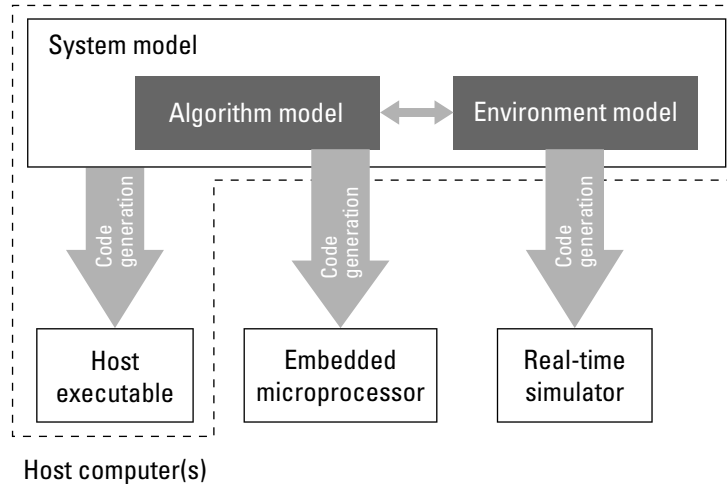 System model
Algorithm model
Environment model
Code
generation
Code
generation
Code
generation
Host
executable
Embedded
microprocessor
Real-time
simulator
Host computer(s)